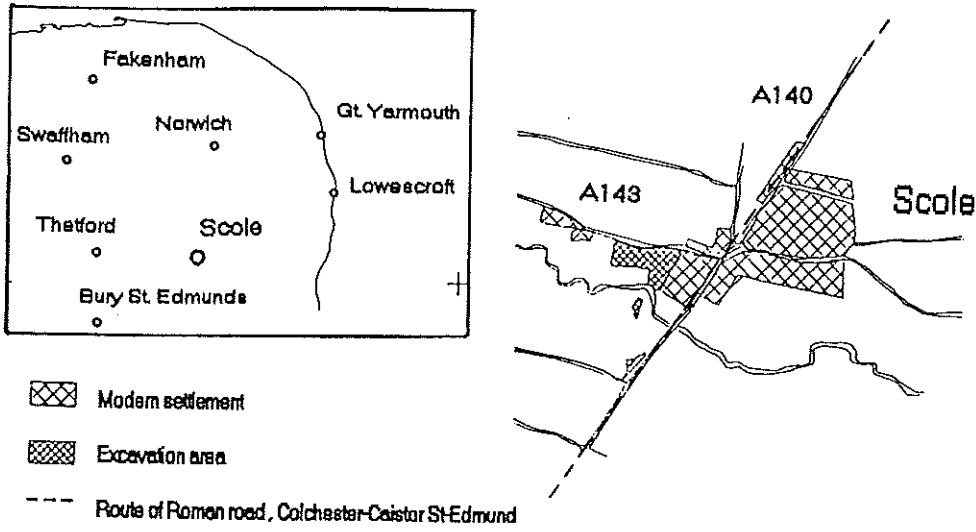 Fakenham
Gt. Yarmouth
Norwich
Swaffham
Lowescroft
Thetford
Scole
Bury St. Edmunds
A140
A143
Scole
Modern settlement
Excavation area
Route of Roman road, Colchester-Caistor St-Edmund